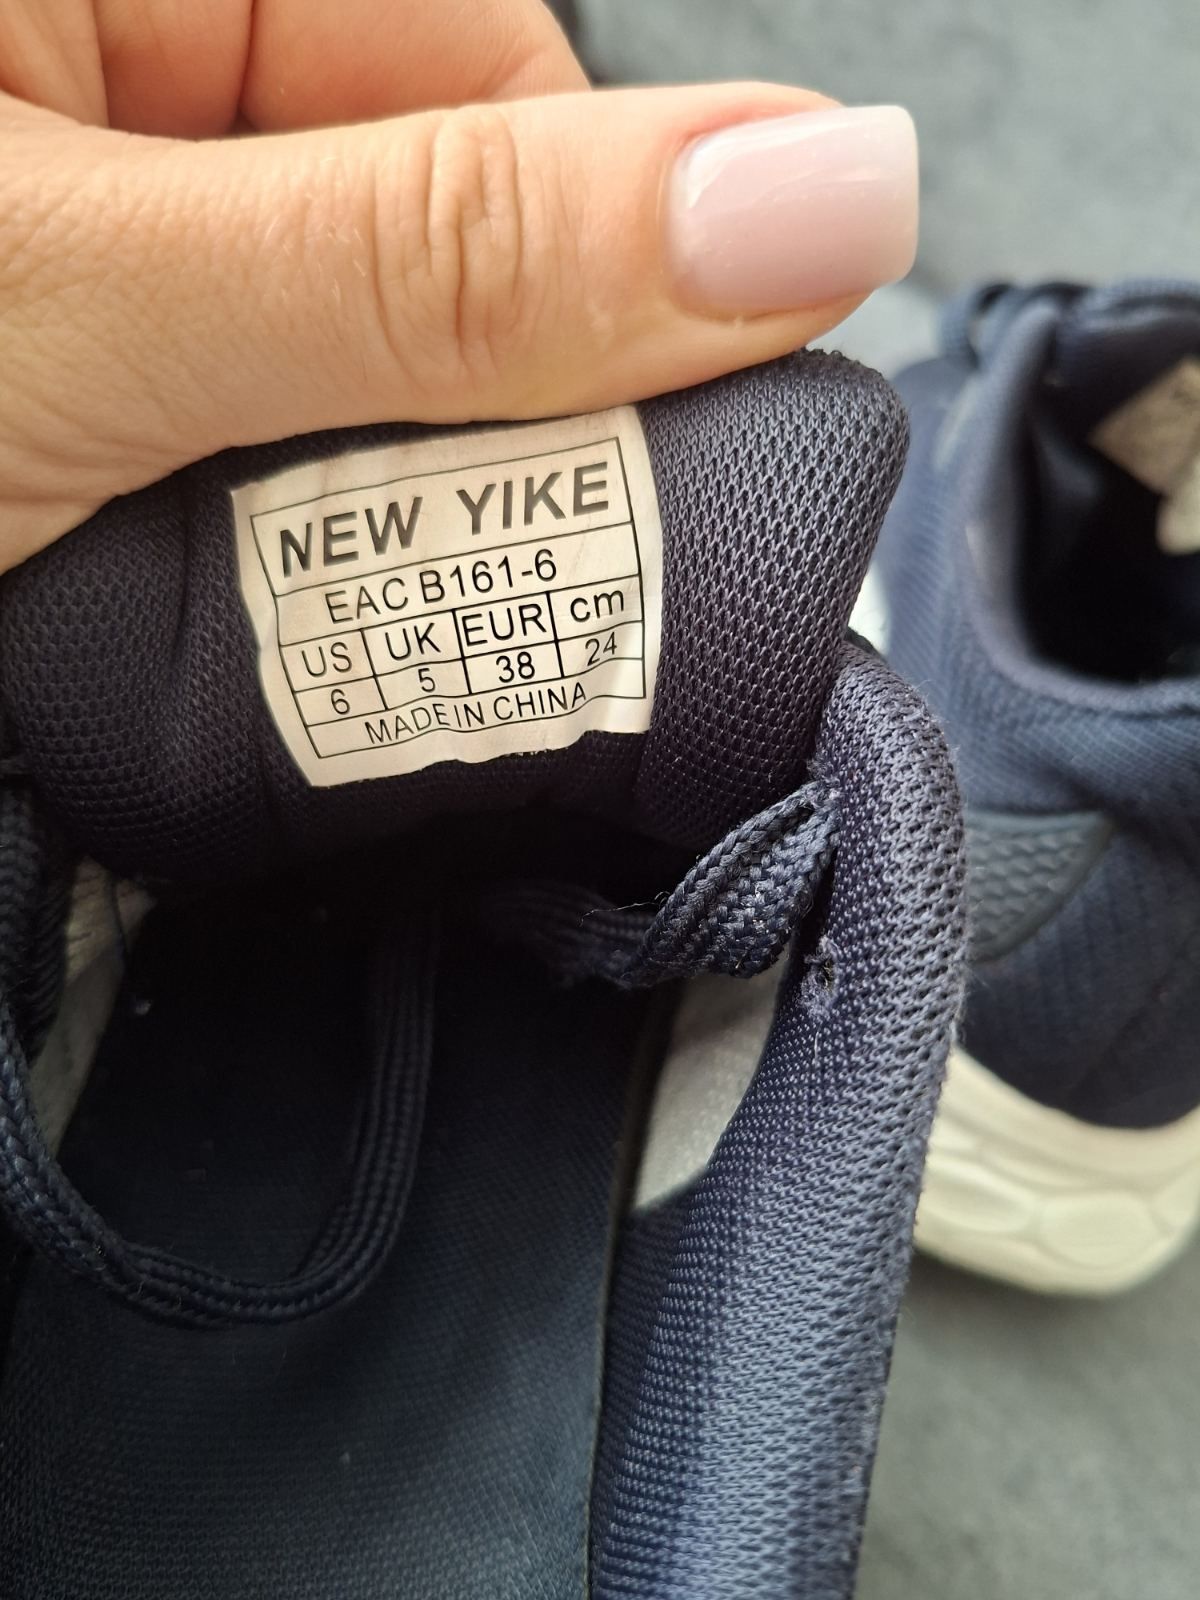 NEW YIKE
EAC B161-6
US UK EUR cm
6 5 38 24
MADE IN CHINA